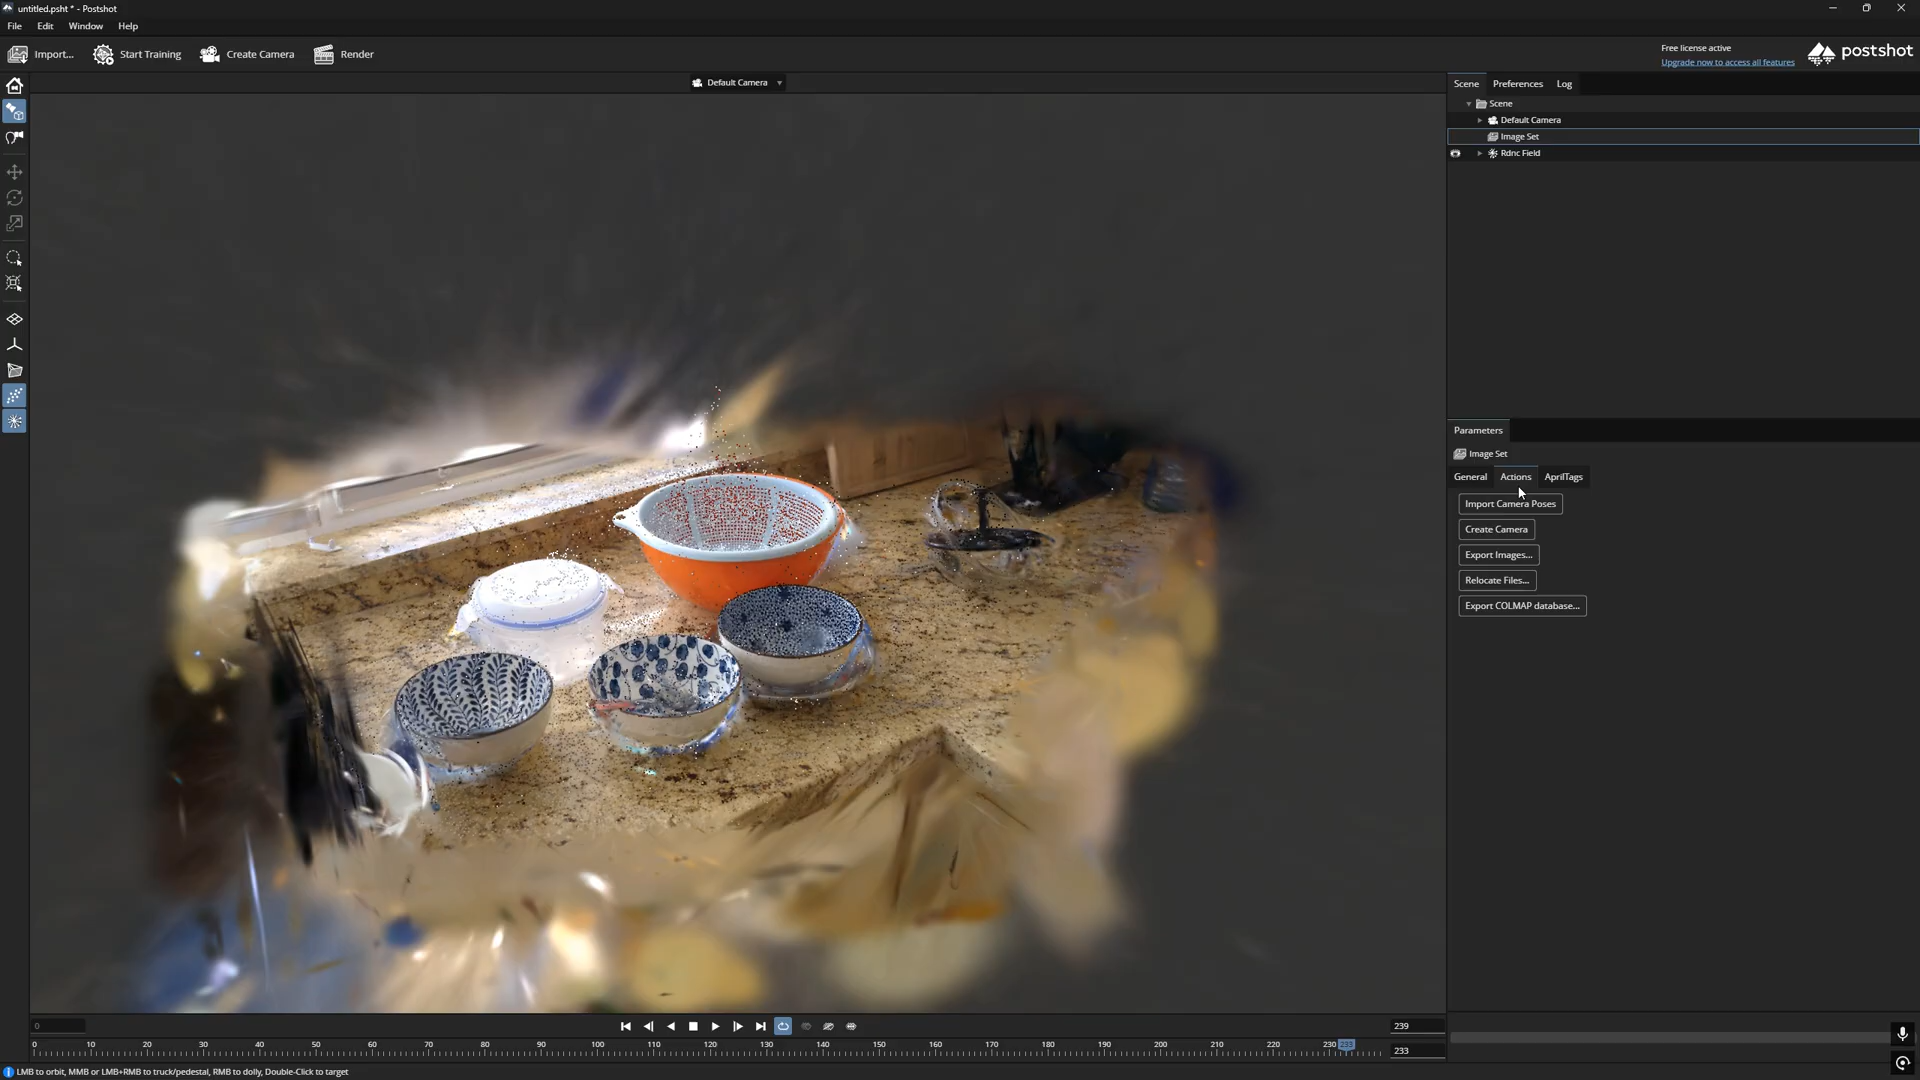 untitled.psht * - Postshot
File Edit Window Help
Import... Start Training Create Camera Render
Free license active
Upgrade now to access all features
postshot
Default Camera
Scene Preferences Log
Scene
Default Camera
Image Set
Rdnc Field
Parameters
Image Set
General Actions AprilTags
Import Camera Poses
Create Camera
Export Images...
Relocate Files...
Export COLMAP database...
0 239
0 10 20 30 40 50 60 70 80 90 100 110 120 130 140 150 160 170 180 190 200 210 220 230 233 233
LMB to orbit, MMB or LMB+RMB to truck/pedestal, RMB to dolly, Double-Click to target